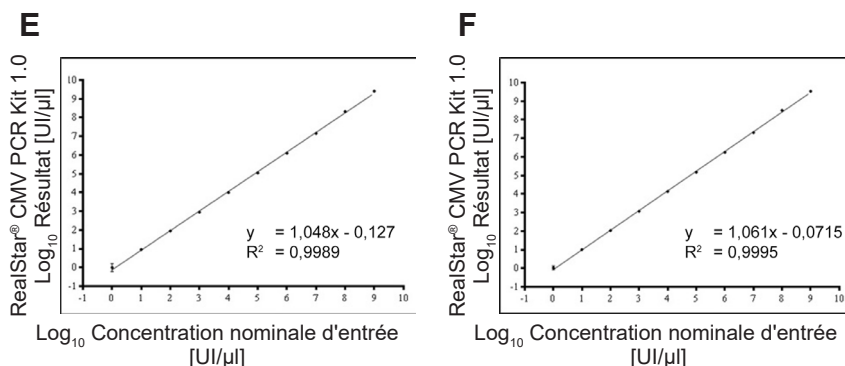 E
RealStar® CMV PCR Kit 1.0
Log10 Résultat [UI/µl]
10
9
8
7
6
5
4
3
2
1
0
-1
-1 0 1 2 3 4 5 6 7 8 9 10
y = 1,048x - 0,127
R2 = 0,9989
Log10 Concentration nominale d'entrée
[UI/µl]
F
RealStar® CMV PCR Kit 1.0
Log10 Résultat [UI/µl]
10
9
8
7
6
5
4
3
2
1
0
-1
-1 0 1 2 3 4 5 6 7 8 9 10
y = 1,061x - 0,0715
R2 = 0,9995
Log10 Concentration nominale d'entrée
[UI/µl]